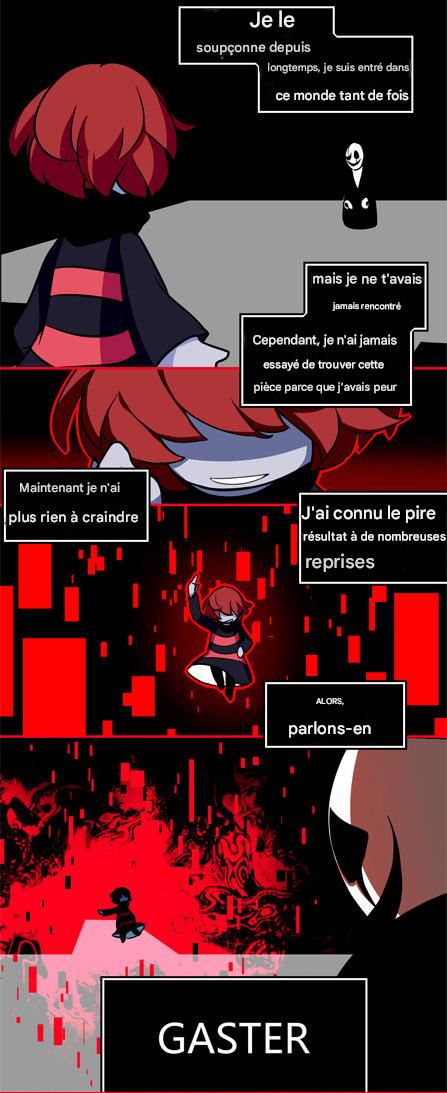 Je le
soupçonne depuis
longtemps, je suis entré dans
ce monde tant de fois
mais je ne t'avais
jamais rencontré
Cependant, je n'ai jamais
essayé de trouver cette
pièce parce que j'avais peur
Maintenant je n'ai
plus rien à craindre
J'ai connu le pire
résultat à de nombreuses
reprises
ALORS,
parlons-en
GASTER